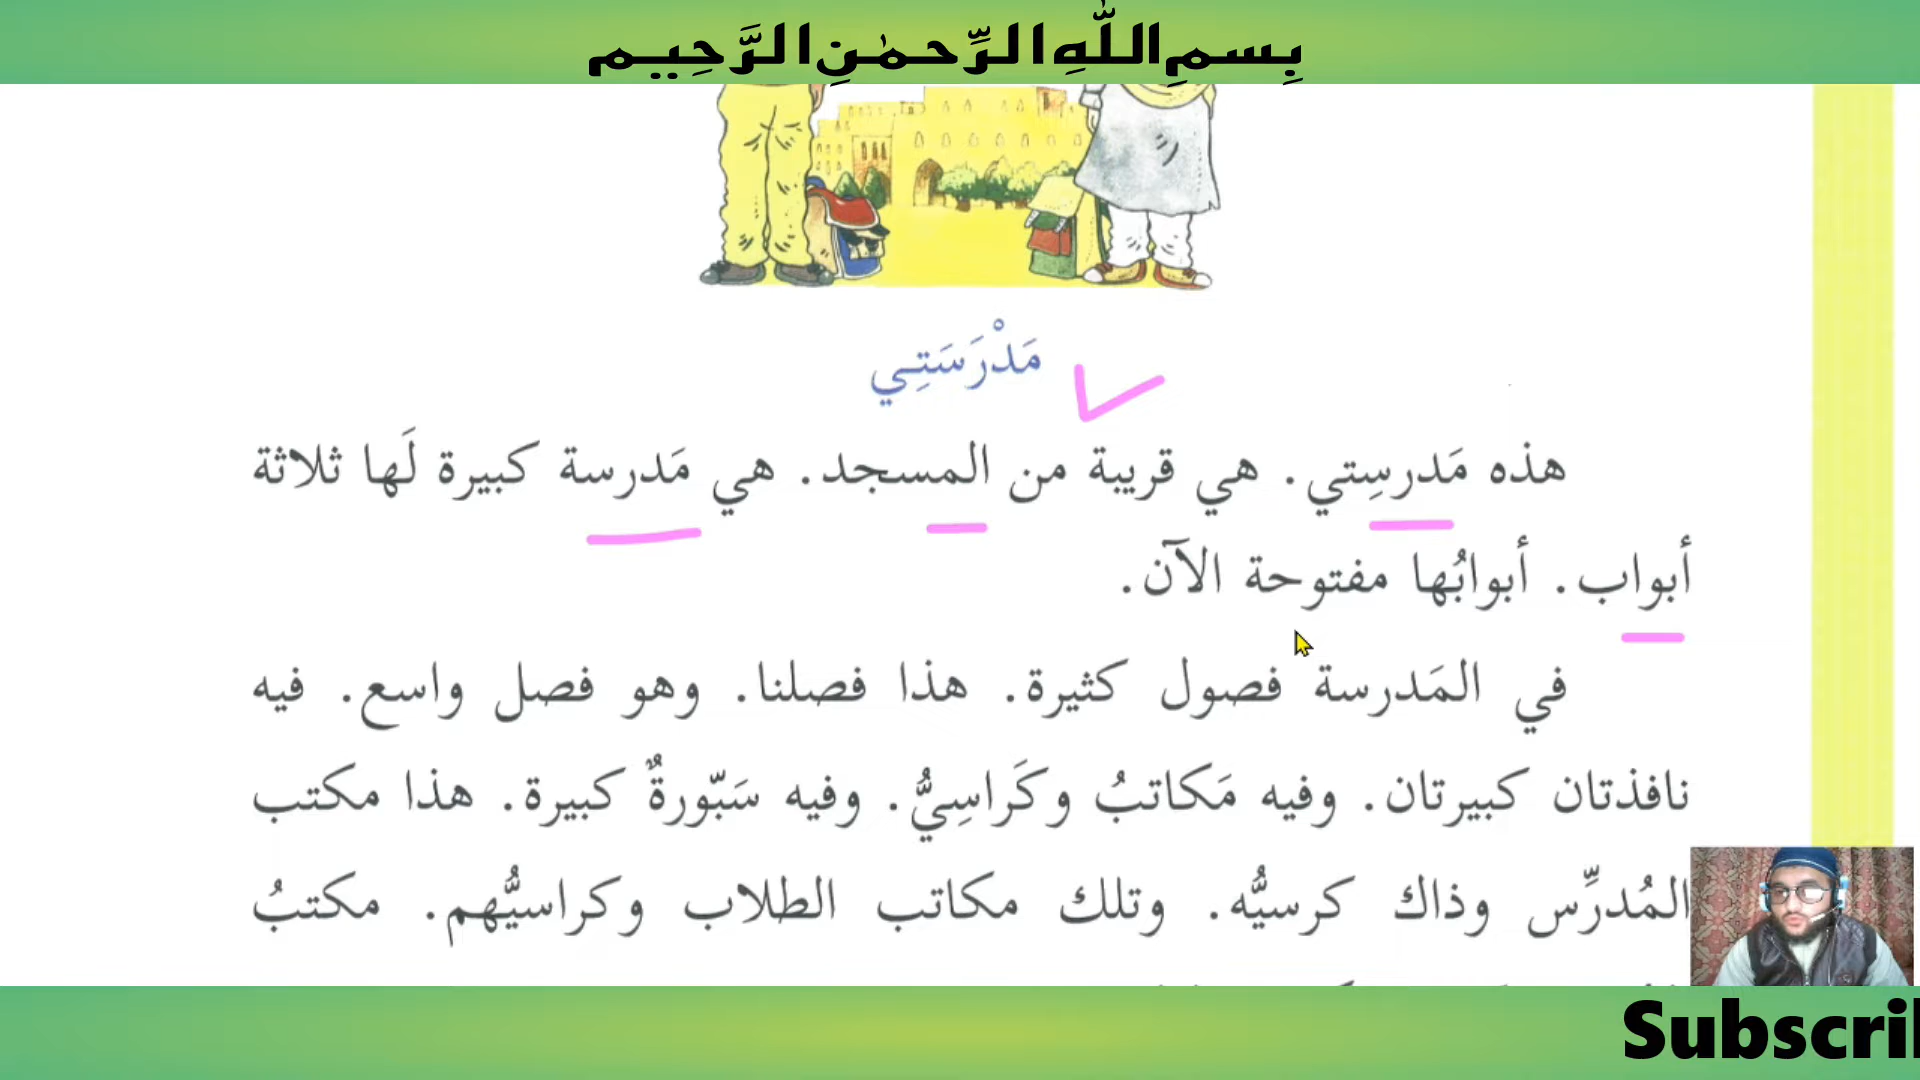 بِسمِ اللّٰهِ الرَّحمٰنِ الرَّحِيم
مَدْرَسَتِي
هذه مَدرسِتي. هي قريبة من المسجد. هي مَدرسة كبيرة لَها ثلاثة
أبواب. أبوابُها مفتوحة الآن.
في المَدرسة فصول كثيرة. هذا فصلنا. وهو فصل واسع. فيه
نافذتان كبيرتان. وفيه مَكاتبُ وكَراسِيُّ. وفيه سَبّورةٌ كبيرة. هذا مكتب
المُدرِّس وذاك كرسيُّه. وتلك مكاتب الطلاب وكراسيُّهم. مكتبُ